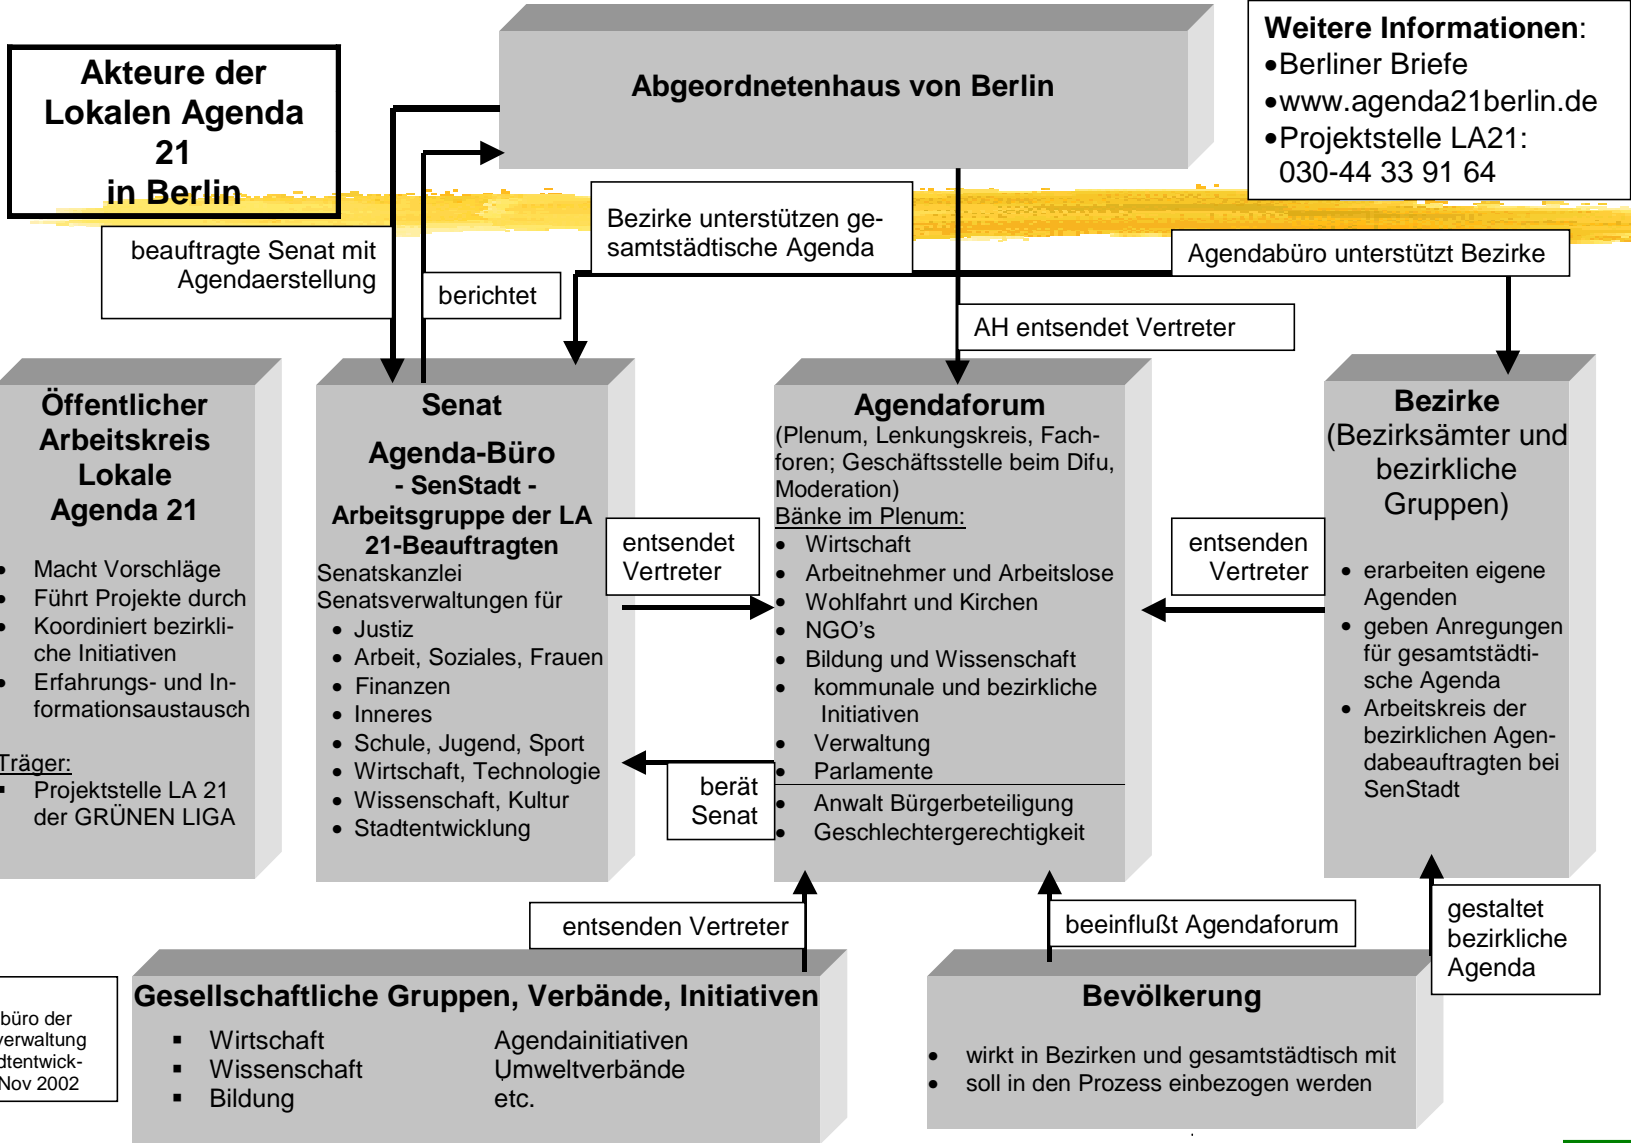 Akteure der
Lokalen Agenda
21
in Berlin
Abgeordnetenhaus von Berlin
Weitere Informationen:
•Berliner Briefe
•www.agenda21berlin.de
•Projektstelle LA21:
030-44 33 91 64
beauftragte Senat mit
Agendaerstellung
berichtet
Bezirke unterstützen ge-
samtstädtische Agenda
Agendabüro unterstützt Bezirke
AH entsendet Vertreter
Öffentlicher
Arbeitskreis
Lokale
Agenda 21
• Macht Vorschläge
• Führt Projekte durch
• Koordiniert bezirkli-
che Initiativen
• Erfahrungs- und In-
formationsaustausch
Träger:
▪ Projektstelle LA 21
der GRÜNEN LIGA
Senat
Agenda-Büro
- SenStadt -
Arbeitsgruppe der LA
21-Beauftragten
Senatskanzlei
Senatsverwaltungen für
• Justiz
• Arbeit, Soziales, Frauen
• Finanzen
• Inneres
• Schule, Jugend, Sport
• Wirtschaft, Technologie
• Wissenschaft, Kultur
• Stadtentwicklung
entsendet
Vertreter
berät
Senat
Agendaforum
(Plenum, Lenkungskreis, Fach-
foren; Geschäftsstelle beim Difu,
Moderation)
Bänke im Plenum:
• Wirtschaft
• Arbeitnehmer und Arbeitslose
• Wohlfahrt und Kirchen
• NGO's
• Bildung und Wissenschaft
• kommunale und bezirkliche
Initiativen
• Verwaltung
• Parlamente
• Anwalt Bürgerbeteiligung
• Geschlechtergerechtigkeit
entsenden
Vertreter
Bezirke
(Bezirksämter und
bezirkliche
Gruppen)
• erarbeiten eigene
Agenden
• geben Anregungen
für gesamtstädti-
sche Agenda
• Arbeitskreis der
bezirklichen Agen-
dabeauftragten bei
SenStadt
entsenden Vertreter
beeinflußt Agendaforum
gestaltet
bezirkliche
Agenda
büro der
verwaltung
dtentwick-
Nov 2002
Gesellschaftliche Gruppen, Verbände, Initiativen
▪ Wirtschaft Agendainitiativen
▪ Wissenschaft Umweltverbände
▪ Bildung etc.
Bevölkerung
• wirkt in Bezirken und gesamtstädtisch mit
• soll in den Prozess einbezogen werden